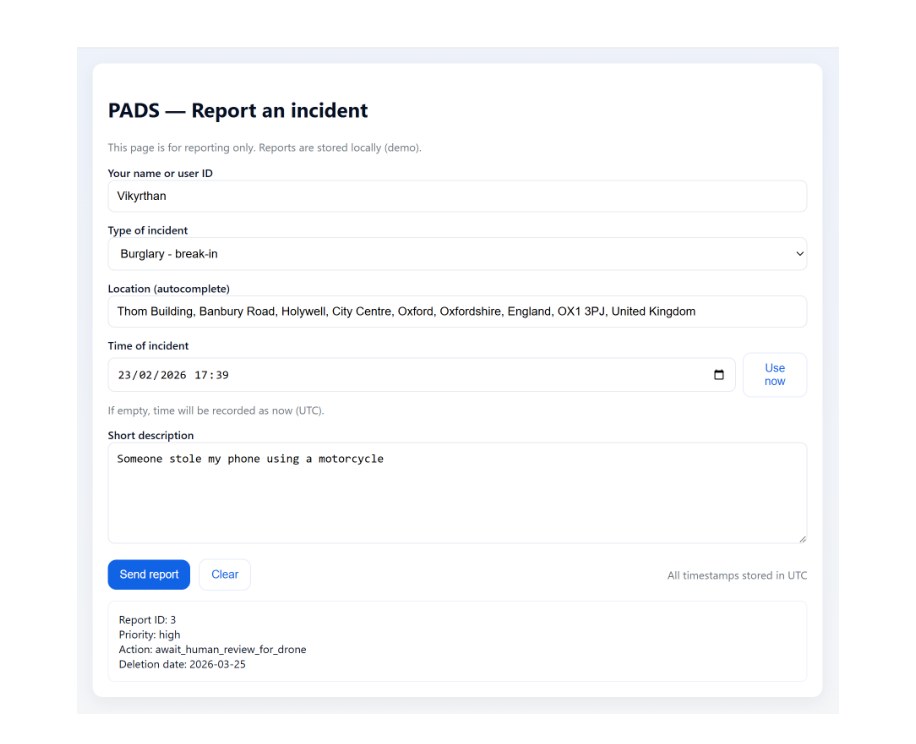 PADS — Report an incident
This page is for reporting only. Reports are stored locally (demo).
Your name or user ID
Vikyrthan
Type of incident
Burglary - break-in
Location (autocomplete)
Thom Building, Banbury Road, Holywell, City Centre, Oxford, Oxfordshire, England, OX1 3PJ, United Kingdom
Time of incident
23/02/2026 17:39
Use
now
If empty, time will be recorded as now (UTC).
Short description
Someone stole my phone using a motorcycle
Send report
Clear
All timestamps stored in UTC
Report ID: 3
Priority: high
Action: await_human_review_for_drone
Deletion date: 2026-03-25